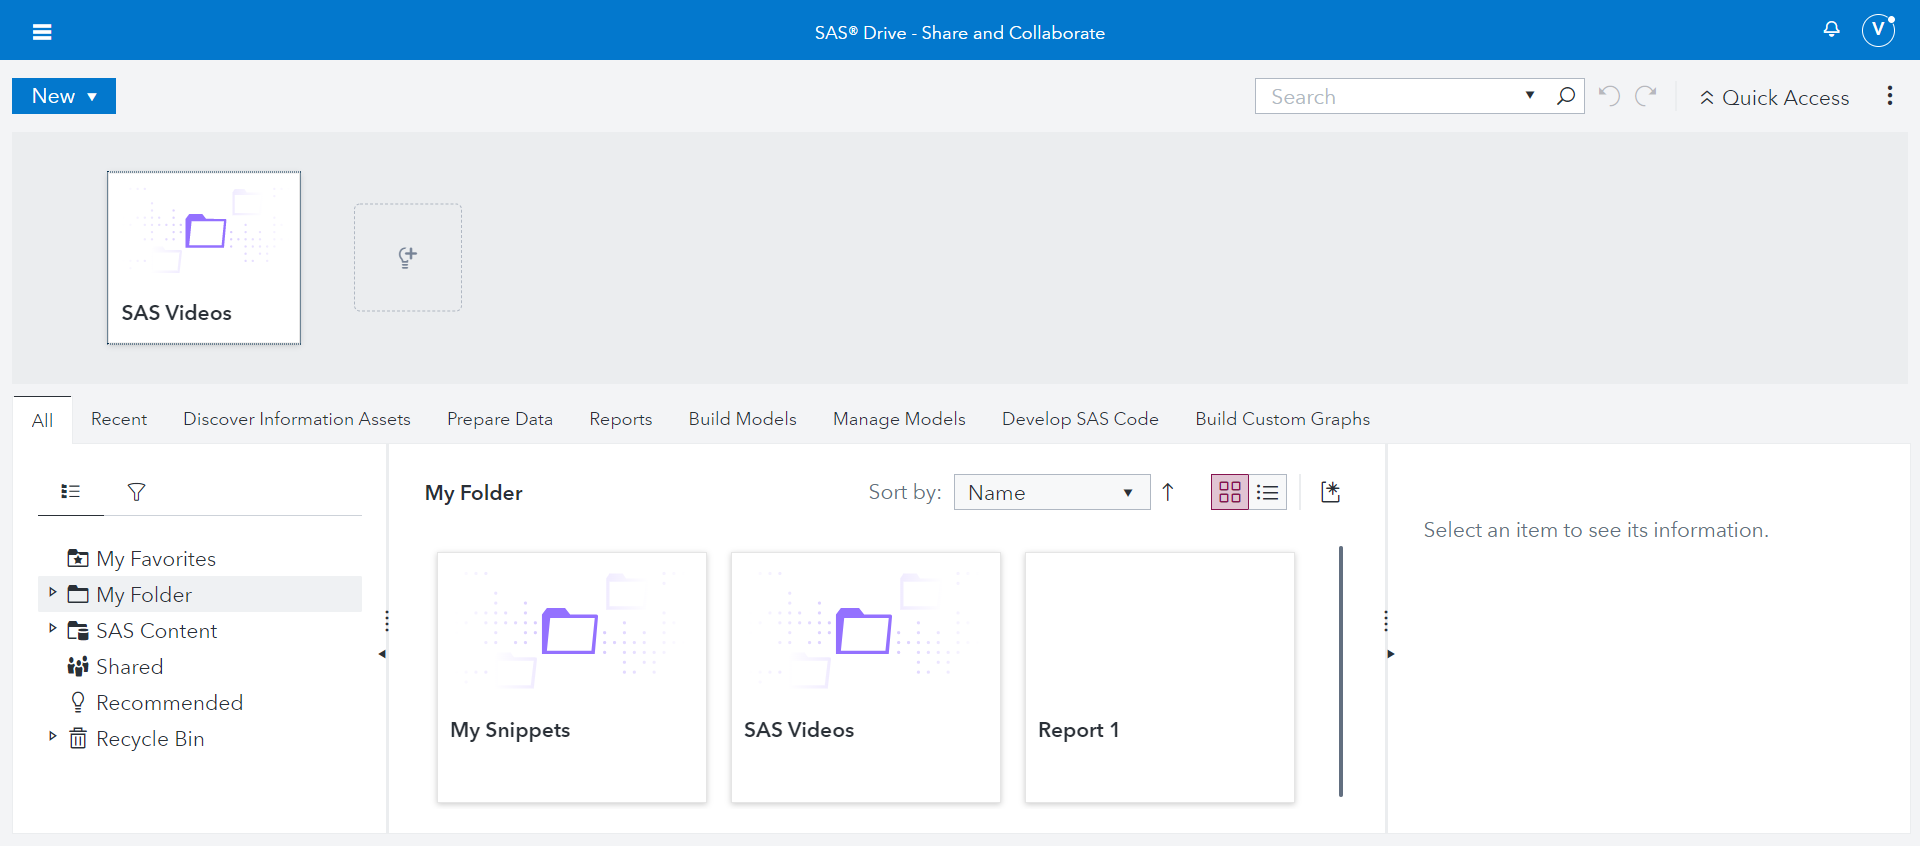 SAS® Drive - Share and Collaborate
V
New
Search
Quick Access
SAS Videos
All
Recent
Discover Information Assets
Prepare Data
Reports
Build Models
Manage Models
Develop SAS Code
Build Custom Graphs
My Favorites
My Folder
SAS Content
Shared
Recommended
Recycle Bin
My Folder
Sort by:
Name
My Snippets
SAS Videos
Report 1
Select an item to see its information.